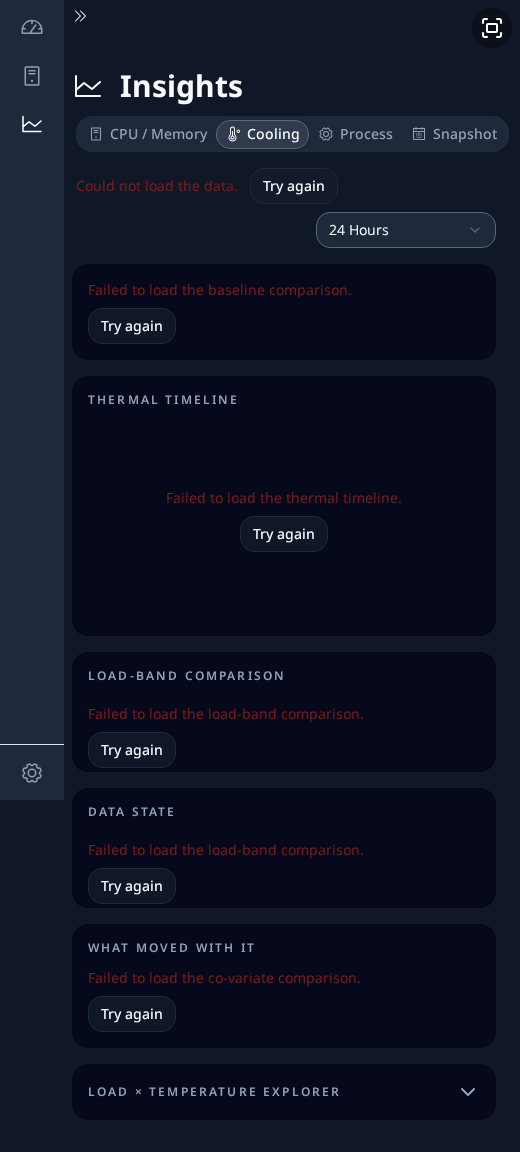 Insights
CPU / Memory
Cooling
Process
Snapshot
Could not load the data.
Try again
24 Hours
Failed to load the baseline comparison.
Try again
THERMAL TIMELINE
Failed to load the thermal timeline.
Try again
LOAD-BAND COMPARISON
Failed to load the load-band comparison.
Try again
DATA STATE
Failed to load the load-band comparison.
Try again
WHAT MOVED WITH IT
Failed to load the co-variate comparison.
Try again
LOAD × TEMPERATURE EXPLORER